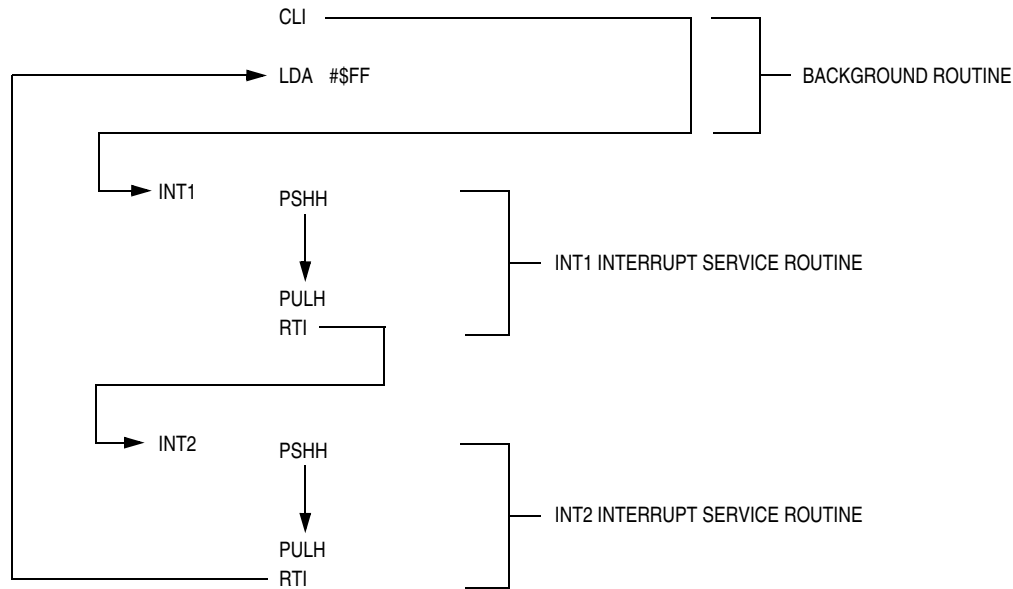 CLI
LDA #$FF
BACKGROUND ROUTINE
INT1
PSHH
INT1 INTERRUPT SERVICE ROUTINE
PULH
RTI
INT2
PSHH
INT2 INTERRUPT SERVICE ROUTINE
PULH
RTI